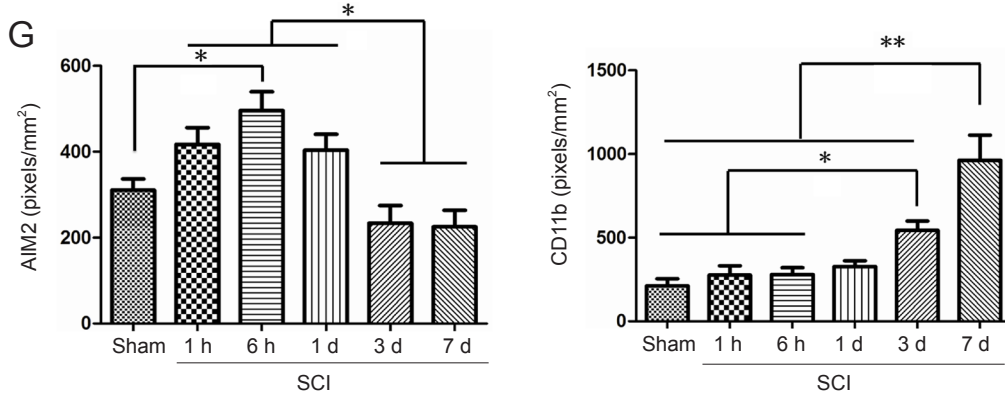 G
AIM2 (pixels/mm²)
600
400
200
0
*
*
Sham 1 h 6 h 1 d 3 d 7 d
SCI
CD11b (pixels/mm²)
1500
1000
500
0
**
*
Sham 1 h 6 h 1 d 3 d 7 d
SCI